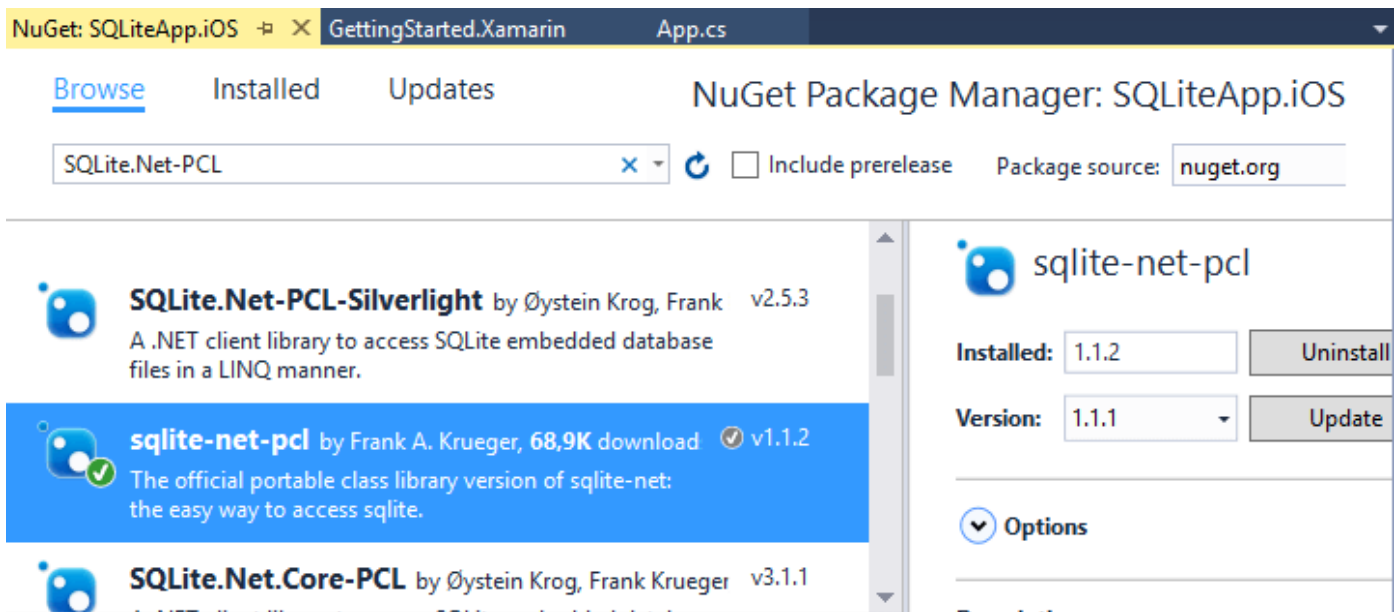 NuGet: SQLiteApp.iOS GettingStarted.Xamarin App.cs
Browse Installed Updates NuGet Package Manager: SQLiteApp.iOS
SQLite.Net-PCL Include prerelease Package source: nuget.org
SQLite.Net-PCL-Silverlight by Øystein Krog, Frank v2.5.3
A .NET client library to access SQLite embedded database
files in a LINQ manner.
sqlite-net-pcl by Frank A. Krueger, 68,9K download v1.1.2
The official portable class library version of sqlite-net:
the easy way to access sqlite.
SQLite.Net.Core-PCL by Øystein Krog, Frank Krueger v3.1.1
sqlite-net-pcl
Installed: 1.1.2 Uninstall
Version: 1.1.1 Update
Options